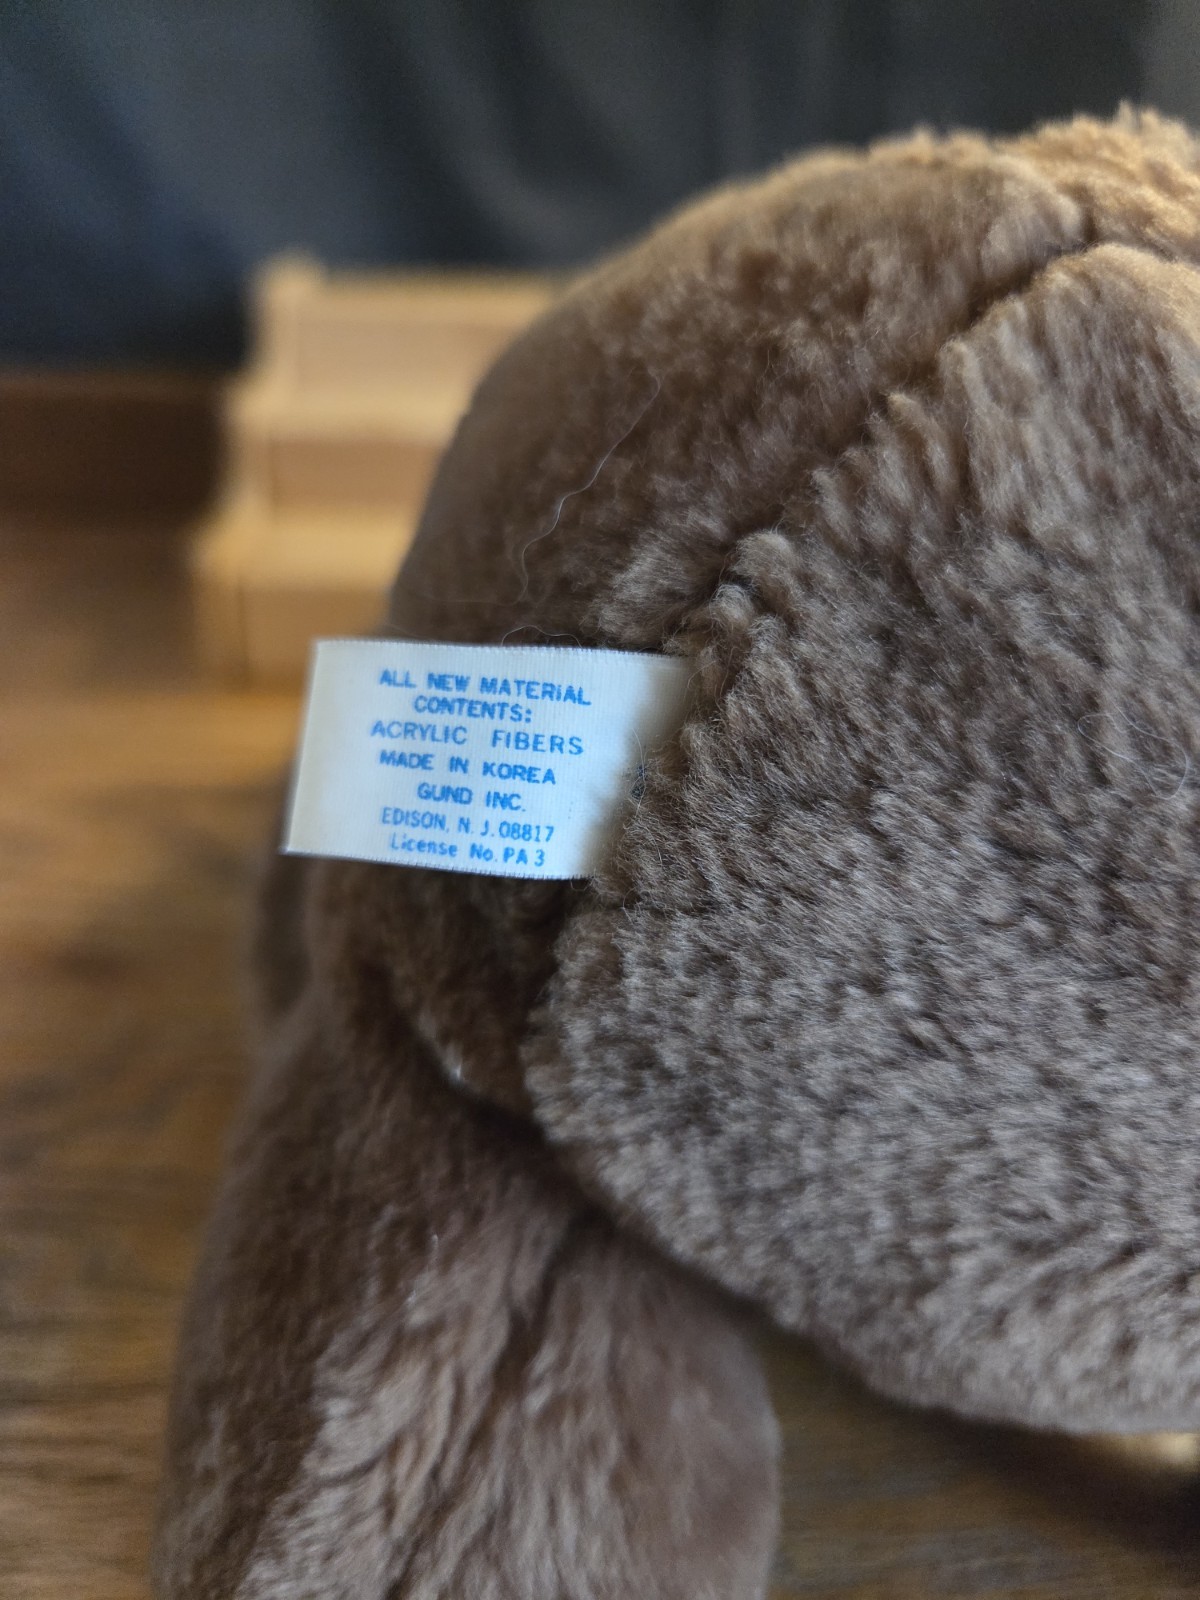 ALL NEW MATERIAL
CONTENTS:
ACRYLIC FIBERS
MADE IN KOREA
GUND INC.
EDISON, N. J. 08817
License No. PA 3